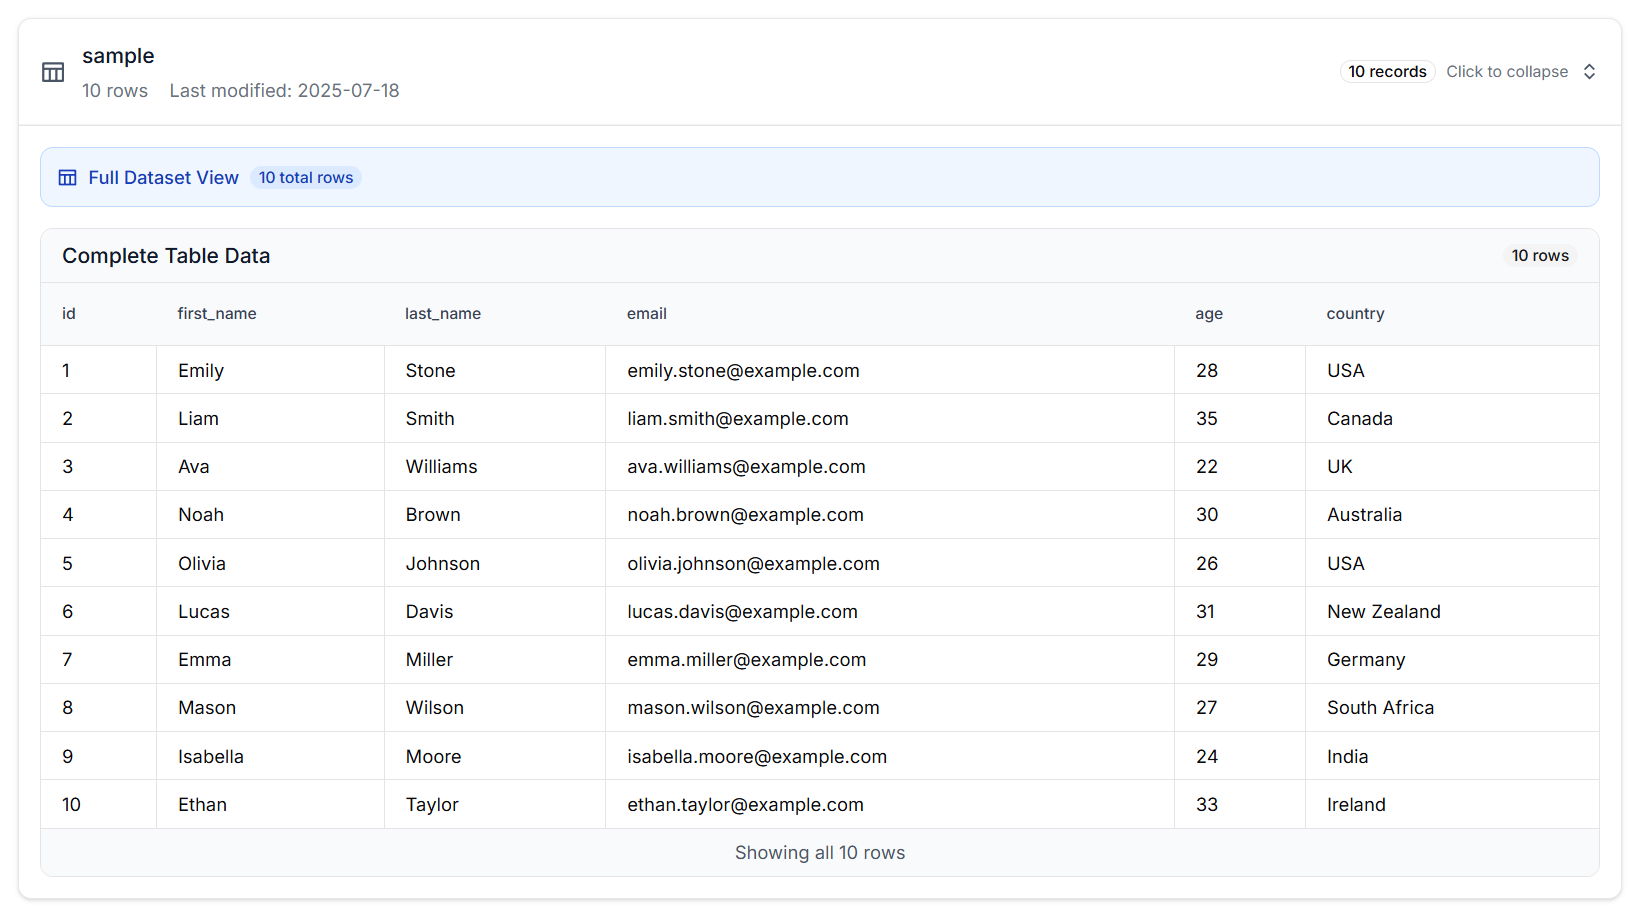 sample
10 rows Last modified: 2025-07-18
10 records Click to collapse
Full Dataset View 10 total rows
Complete Table Data 10 rows
id first_name last_name email age country
1 Emily Stone emily.stone@example.com 28 USA
2 Liam Smith liam.smith@example.com 35 Canada
3 Ava Williams ava.williams@example.com 22 UK
4 Noah Brown noah.brown@example.com 30 Australia
5 Olivia Johnson olivia.johnson@example.com 26 USA
6 Lucas Davis lucas.davis@example.com 31 New Zealand
7 Emma Miller emma.miller@example.com 29 Germany
8 Mason Wilson mason.wilson@example.com 27 South Africa
9 Isabella Moore isabella.moore@example.com 24 India
10 Ethan Taylor ethan.taylor@example.com 33 Ireland
Showing all 10 rows